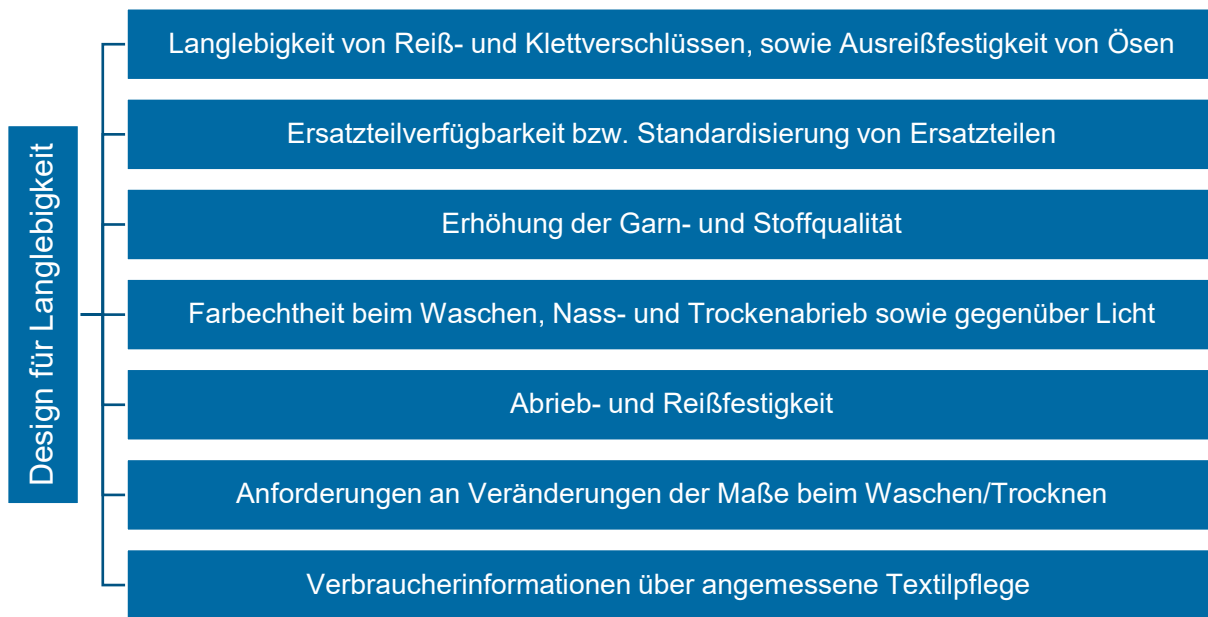 Design für Langlebigkeit
Langlebigkeit von Reiß- und Klettverschlüssen, sowie Ausreißfestigkeit von Ösen
Ersatzteilverfügbarkeit bzw. Standardisierung von Ersatzteilen
Erhöhung der Garn- und Stoffqualität
Farbechtheit beim Waschen, Nass- und Trockenabrieb sowie gegenüber Licht
Abrieb- und Reißfestigkeit
Anforderungen an Veränderungen der Maße beim Waschen/Trocknen
Verbraucherinformationen über angemessene Textilpflege